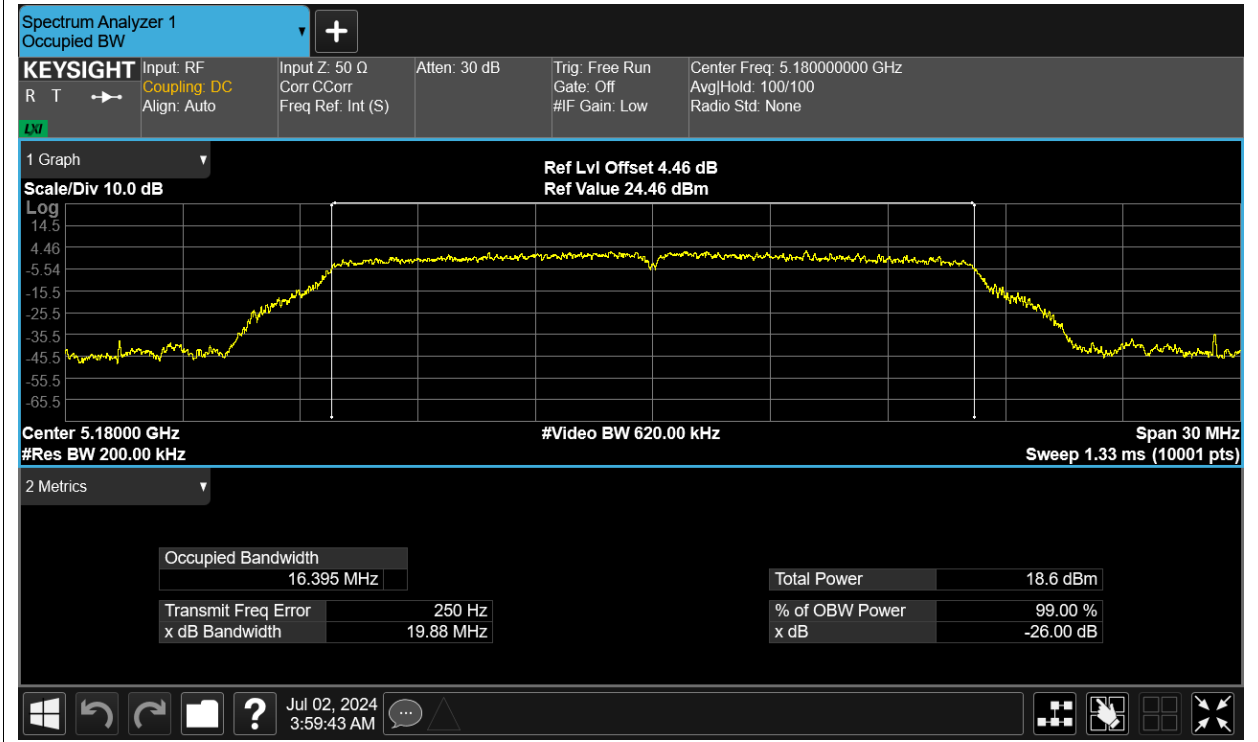 Spectrum Analyzer 1
Occupied BW
KEYSIGHT Input: RF Input Z: 50 Ω Atten: 30 dB Trig: Free Run Center Freq: 5.180000000 GHz
R T Coupling: DC Corr CCorr Gate: Off Avg|Hold: 100/100
Align: Auto Freq Ref: Int (S) #IF Gain: Low Radio Std: None
LXI
1 Graph
Ref Lvl Offset 4.46 dB
Scale/Div 10.0 dB Ref Value 24.46 dBm
Log
14.5
4.46
-5.54
-15.5
-25.5
-35.5
-45.5
-55.5
-65.5
Center 5.18000 GHz #Video BW 620.00 kHz Span 30 MHz
#Res BW 200.00 kHz Sweep 1.33 ms (10001 pts)
2 Metrics
Occupied Bandwidth
16.395 MHz Total Power 18.6 dBm
Transmit Freq Error 250 Hz % of OBW Power 99.00 %
x dB Bandwidth 19.88 MHz x dB -26.00 dB
? Jul 02, 2024
3:59:43 AM